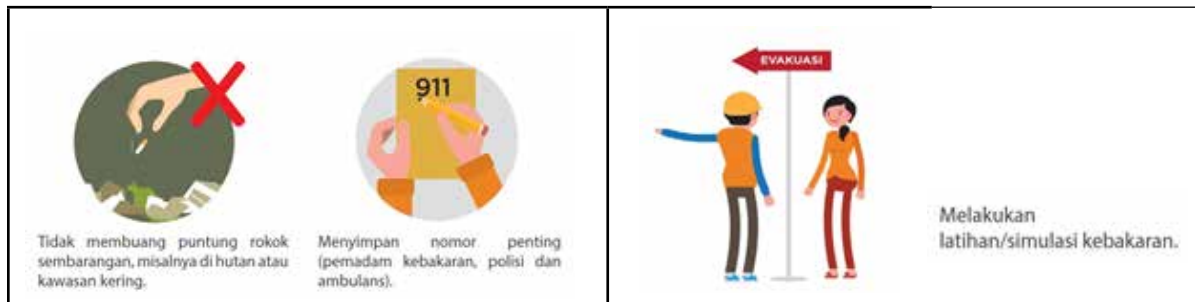 911
Tidak membuang puntung rokok
sembarangan, misalnya di hutan atau
kawasan kering.
Menyimpan nomor penting
(pemadam kebakaran, polisi dan
ambulans).
EVAKUASI
Melakukan
latihan/simulasi kebakaran.